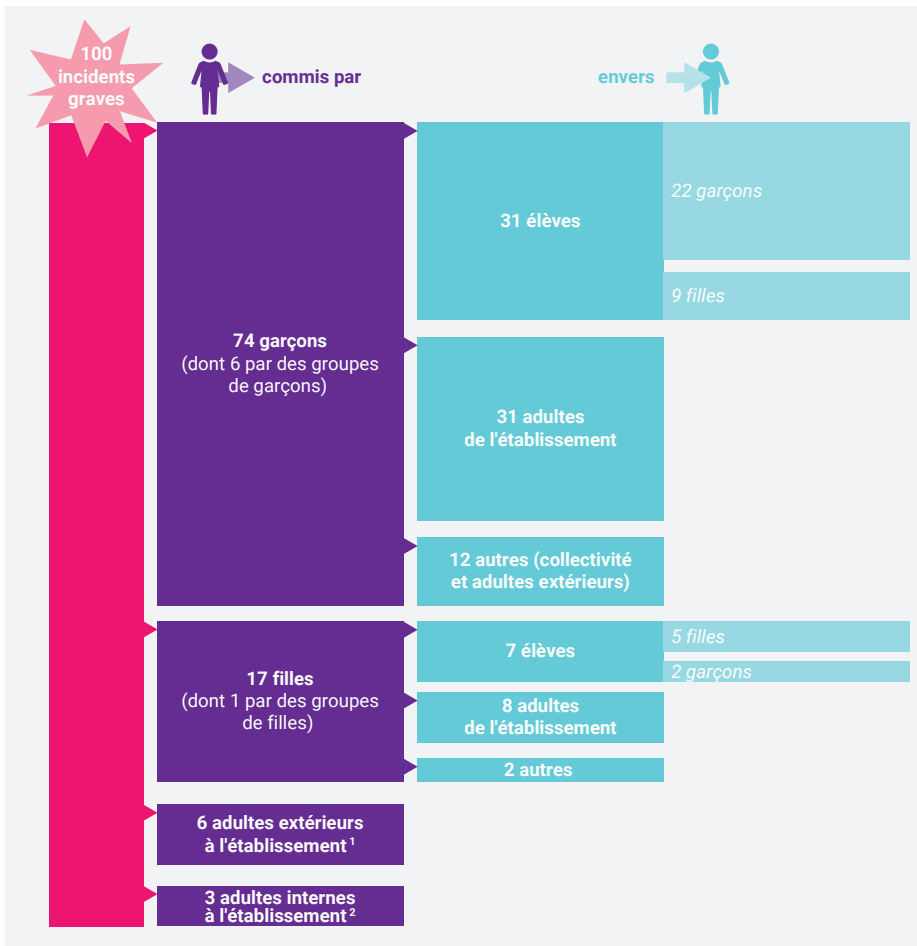 100
incidents
graves
commis par
envers
31 élèves
22 garçons
9 filles
74 garçons
(dont 6 par des groupes
de garçons)
31 adultes
de l'établissement
12 autres (collectivité
et adultes extérieurs)
17 filles
(dont 1 par des groupes
de filles)
7 élèves
5 filles
2 garçons
8 adultes
de l'établissement
2 autres
6 adultes extérieurs
à l'établissement 1
3 adultes internes
à l'établissement 2